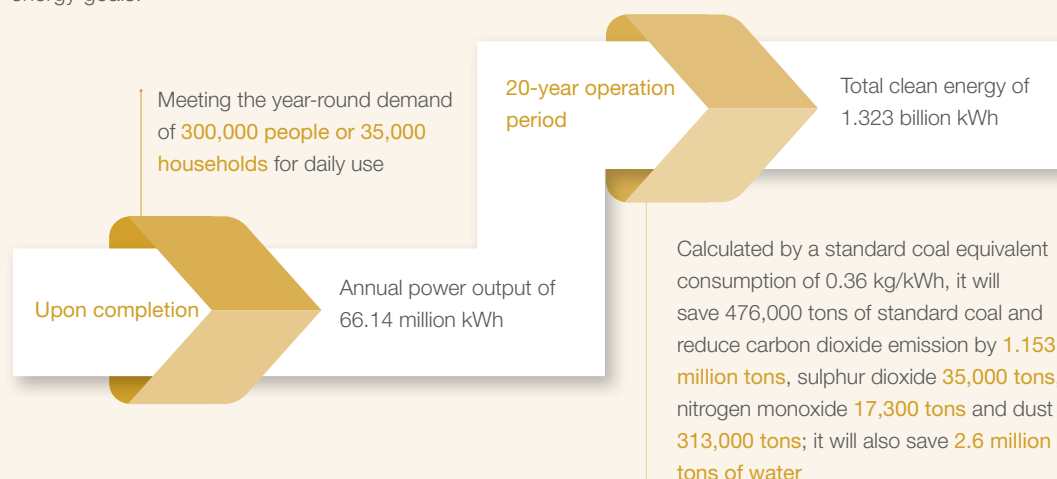 energy goals.
Meeting the year-round demand
of 300,000 people or 35,000
households for daily use
Upon completion
Annual power output of
66.14 million kWh
20-year operation
period
Total clean energy of
1.323 billion kWh
Calculated by a standard coal equivalent
consumption of 0.36 kg/kWh, it will
save 476,000 tons of standard coal and
reduce carbon dioxide emission by 1.153
million tons, sulphur dioxide 35,000 tons,
nitrogen monoxide 17,300 tons and dust
313,000 tons; it will also save 2.6 million
tons of water